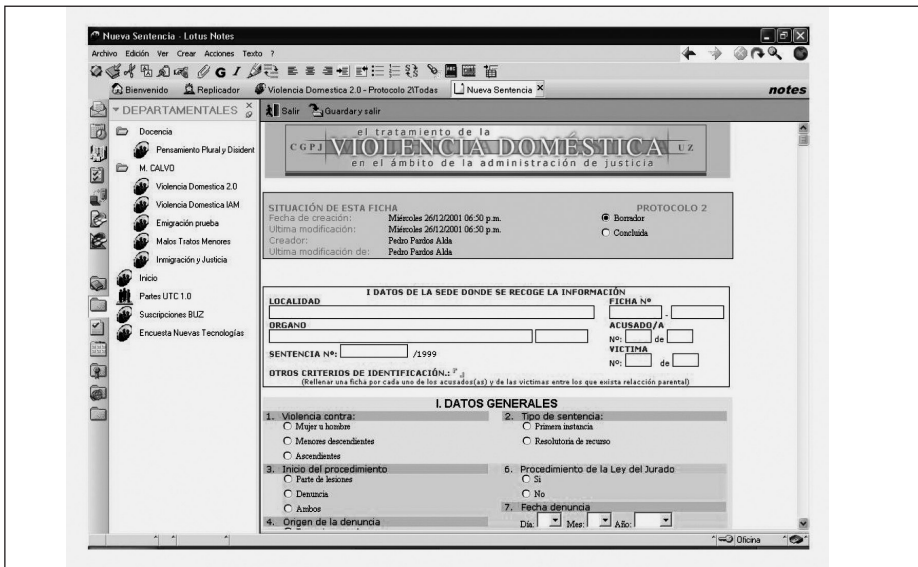 Nueva Sentencia - Lotus Notes
Archivo Edición Ver Crear Acciones Texto ?
G I
Bienvenido Replicador Violencia Domestica 2.0 - Protocolo 2\Todas Nueva Sentencia notes
DEPARTAMENTALES
Docencia
Pensamiento Plural y Disident
M. CALVO
Violencia Domestica 2.0
Violencia Domestica IAM
Emigración prueba
Malos Tratos Menores
Inmigración y Justicia
Inicio
Partes UTC 1.0
Suscripciones BUZ
Encuesta Nuevas Tecnologías
Salir Guardar y salir
el tratamiento de la
CGPJ VIOLENCIA DOMÉSTICA UZ
en el ámbito de la administración de justicia
SITUACIÓN DE ESTA FICHA PROTOCOLO 2
Fecha de creación: Miércoles 26/12/2001 06:50 p.m. Borrador
Ultima modificación: Miércoles 26/12/2001 06:50 p.m. Concluida
Creador: Pedro Pardos Alda
Ultima modificación de: Pedro Pardos Alda
I DATOS DE LA SEDE DONDE SE RECOGE LA INFORMACIÓN
LOCALIDAD FICHA Nº
-
ORGANO ACUSADO/A
Nº: de
SENTENCIA Nº: /1999 VICTIMA
Nº: de
OTROS CRITERIOS DE IDENTIFICACIÓN.:
(Rellenar una ficha por cada uno de los acusados(as) y de las victimas entre los que exista relacción parental)
I. DATOS GENERALES
1. Violencia contra: 2. Tipo de sentencia:
Mujer u hombre Primera instancia
Menores descendientes Resolutoria de recurso
Ascendientes
3. Inicio del procedimiento 6. Procedimiento de la Ley del Jurado
Parte de lesiones Si
Denuncia No
Ambos 7. Fecha denuncia
4. Origen de la denuncia Día: Mes: Año:
Oficina